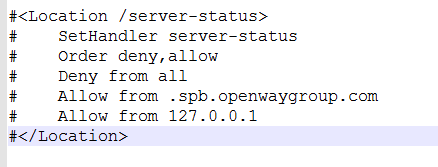 #<Location /server-status>
#    SetHandler server-status
#    Order deny,allow
#    Deny from all
#    Allow from .spb.openwaygroup.com
#    Allow from 127.0.0.1
#</Location>